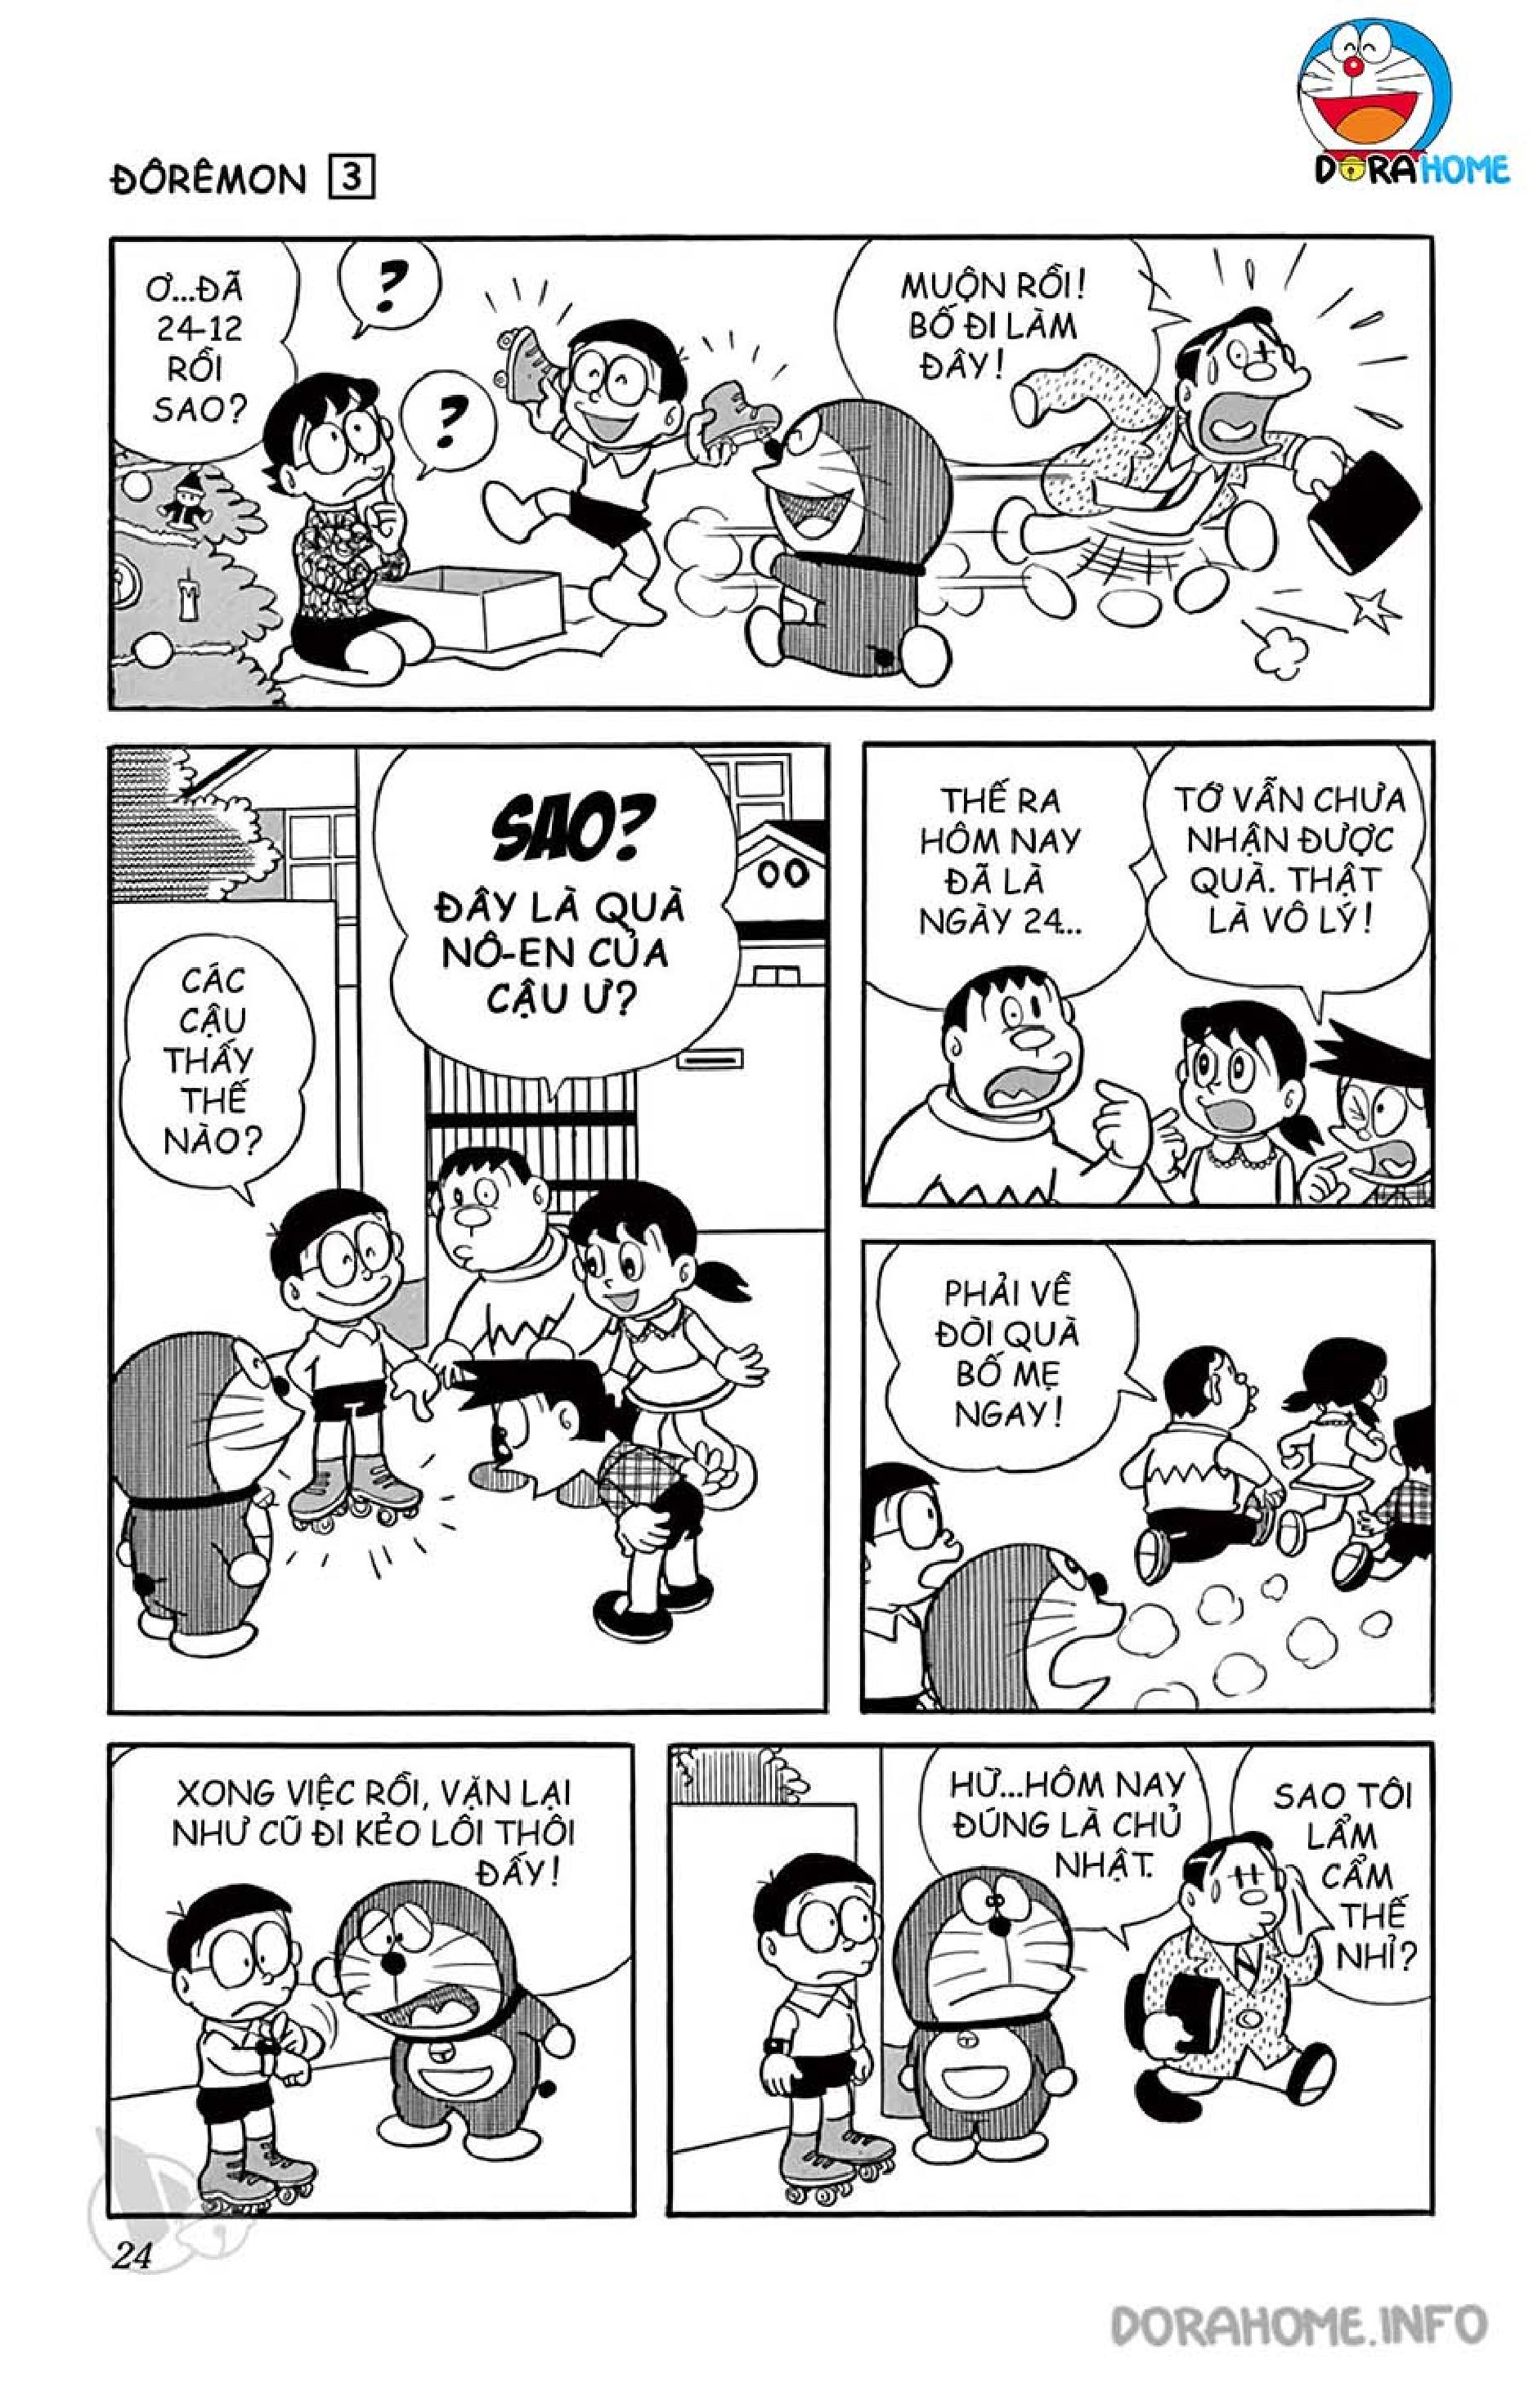 DORAHOME
ĐÔRÊMON 3
Ơ...ĐÃ
24-12
RỒI
SAO?
?
?
MUỘN RỒI!
BỐ ĐI LÀM
ĐÂY!
CÁC
CẬU
THẤY
THẾ
NÀO?
SAO?
ĐÂY LÀ QUÀ
NÔ-EN CỦA
CẬU Ư?
THẾ RA
HÔM NAY
ĐÃ LÀ
NGÀY 24...
TỚ VẪN CHƯA
NHẬN ĐƯỢC
QUÀ. THẬT
LÀ VÔ LÝ!
PHẢI VỀ
ĐÒI QUÀ
BỐ MẸ
NGAY!
XONG VIỆC RỒI, VẶN LẠI
NHƯ CŨ ĐI KẺO LÔI THÔI
ĐẤY!
HỪ...HÔM NAY
ĐÚNG LÀ CHỦ
NHẬT.
SAO TÔI
LẨM
CẨM
THẾ
NHỈ?
24
DORAHOME.INFO